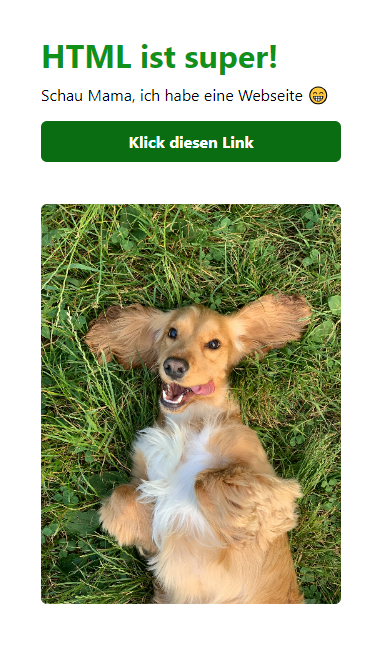 HTML ist super!
Schau Mama, ich habe eine Webseite 😁
Klick diesen Link